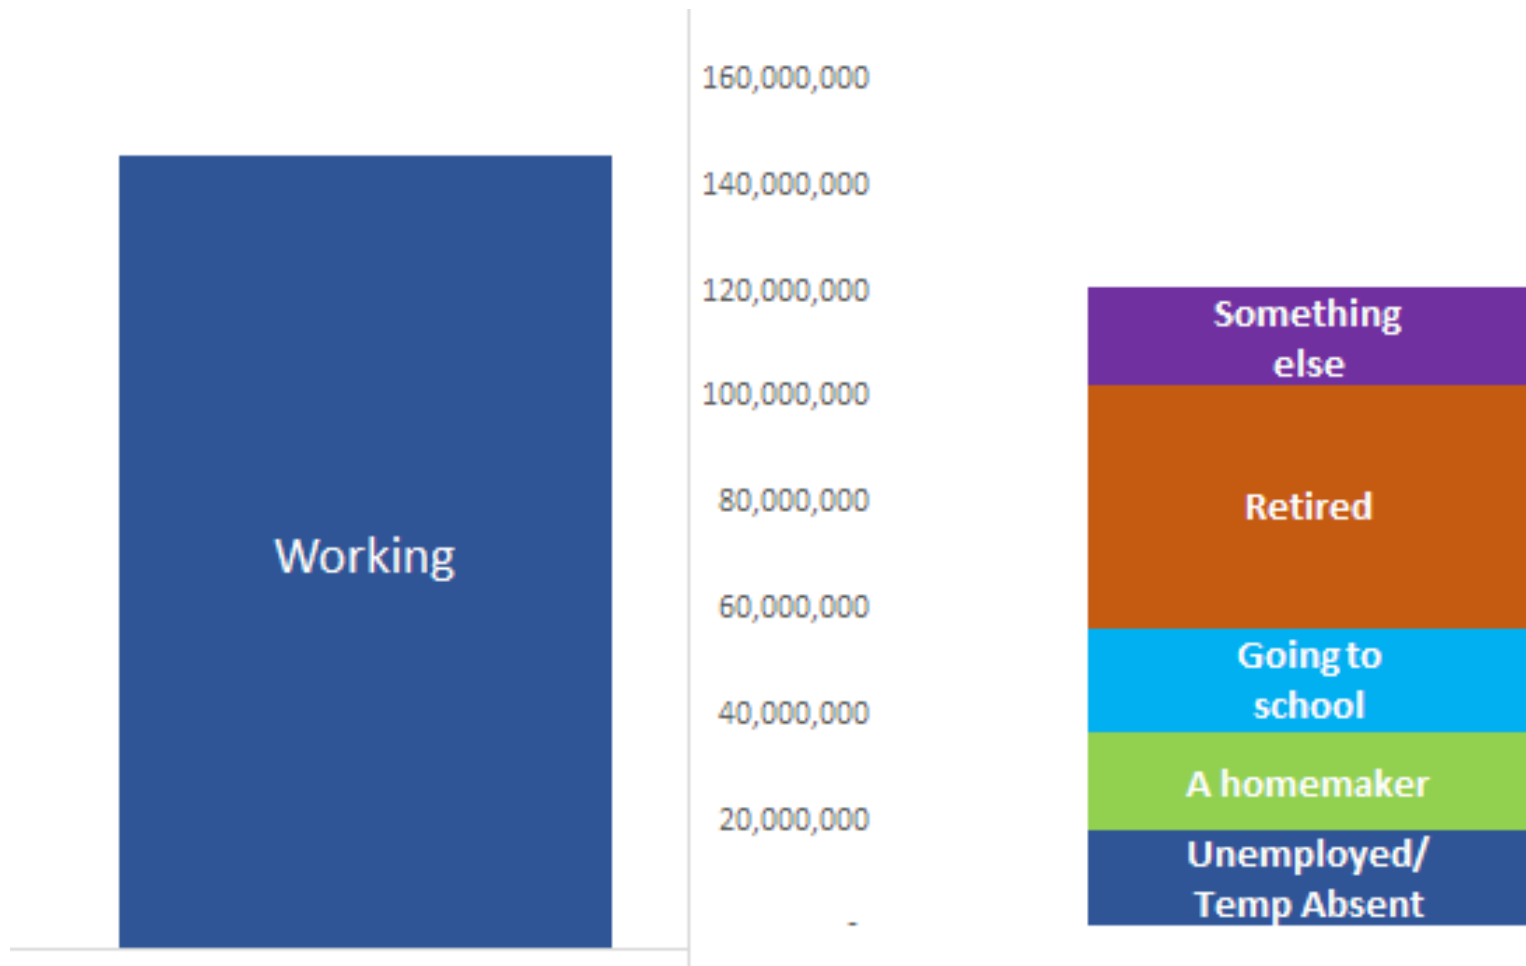 Working
160,000,000
140,000,000
120,000,000
100,000,000
80,000,000
60,000,000
40,000,000
20,000,000
-
Something
else
Retired
Going to
school
A homemaker
Unemployed/
Temp Absent